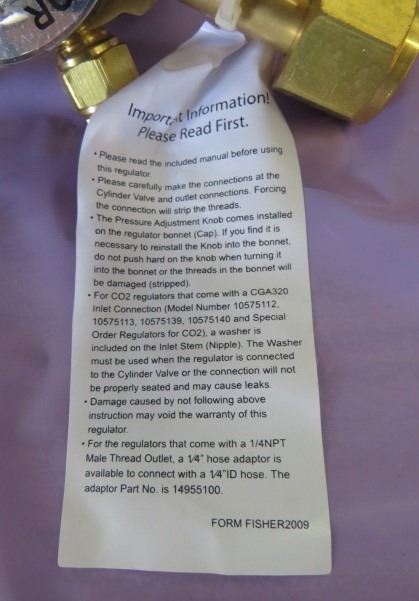 OR
Important Information!
Please Read First.
• Please read the included manual before using
this regulator.
• Please carefully make the connections at the
Cylinder Valve and outlet connections. Forcing
the connection will strip the threads.
• The Pressure Adjustment Knob comes installed
on the regulator bonnet (Cap). If you find it is
necessary to reinstall the Knob into the bonnet,
do not push hard on the knob when turning it
into the bonnet or the threads in the bonnet will
be damaged (stripped).
• For CO2 regulators that come with a CGA320
Inlet Connection (Model Number 10575112,
10575113, 10575139, 10575140 and Special
Order Regulators for CO2), a washer is
included on the Inlet Stem (Nipple). The Washer
must be used when the regulator is connected
to the Cylinder Valve or the connection will not
be properly seated and may cause leaks.
• Damage caused by not following above
instruction may void the warranty of this
regulator.
• For the regulators that come with a 1/4NPT
Male Thread Outlet, a 1/4" hose adaptor is
available to connect with a 1/4"ID hose. The
adaptor Part No. is 14955100.
FORM FISHER2009